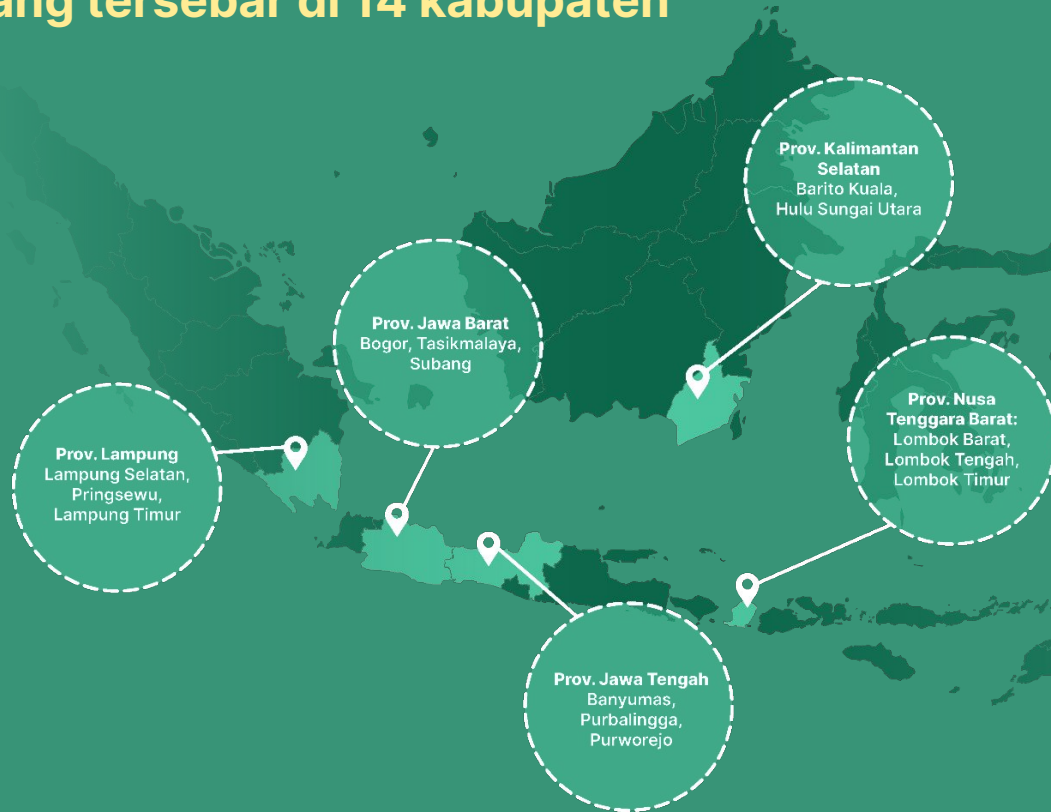 ang tersebar di 14 kabupaten
Prov. Kalimantan
Selatan
Barito Kuala,
Hulu Sungai Utara
Prov. Jawa Barat
Bogor, Tasikmalaya,
Subang
Prov. Nusa
Tenggara Barat:
Lombok Barat,
Lombok Tengah,
Lombok Timur
Prov. Lampung
Lampung Selatan,
Pringsewu,
Lampung Timur
Prov. Jawa Tengah
Banyumas,
Purbalingga,
Purworejo